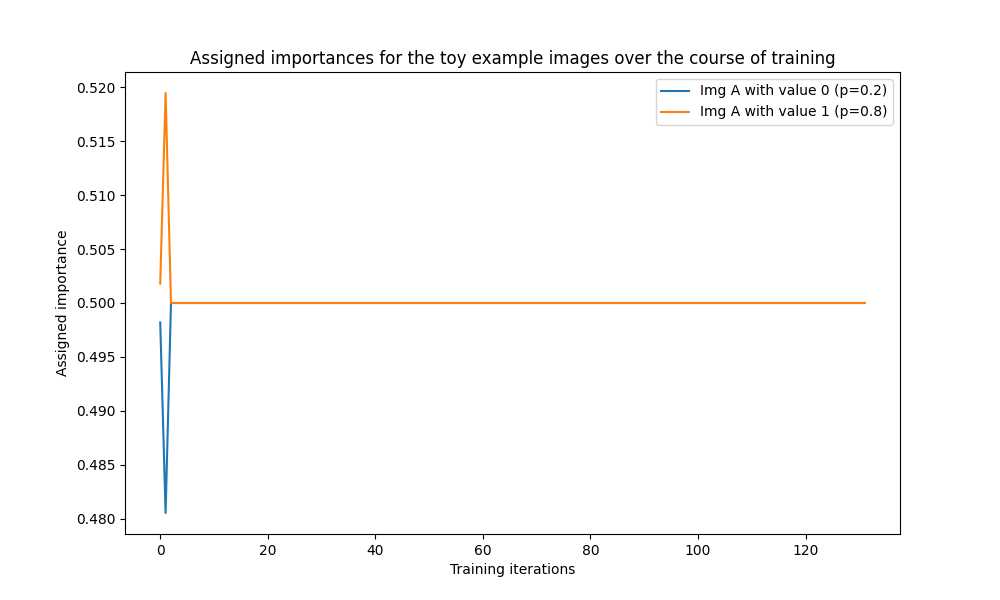 Assigned importances for the toy example images over the course of training
Img A with value 0 (p=0.2)
Img A with value 1 (p=0.8)
Assigned importance
0.520
0.515
0.510
0.505
0.500
0.495
0.490
0.485
0.480
0 20 40 60 80 100 120
Training iterations